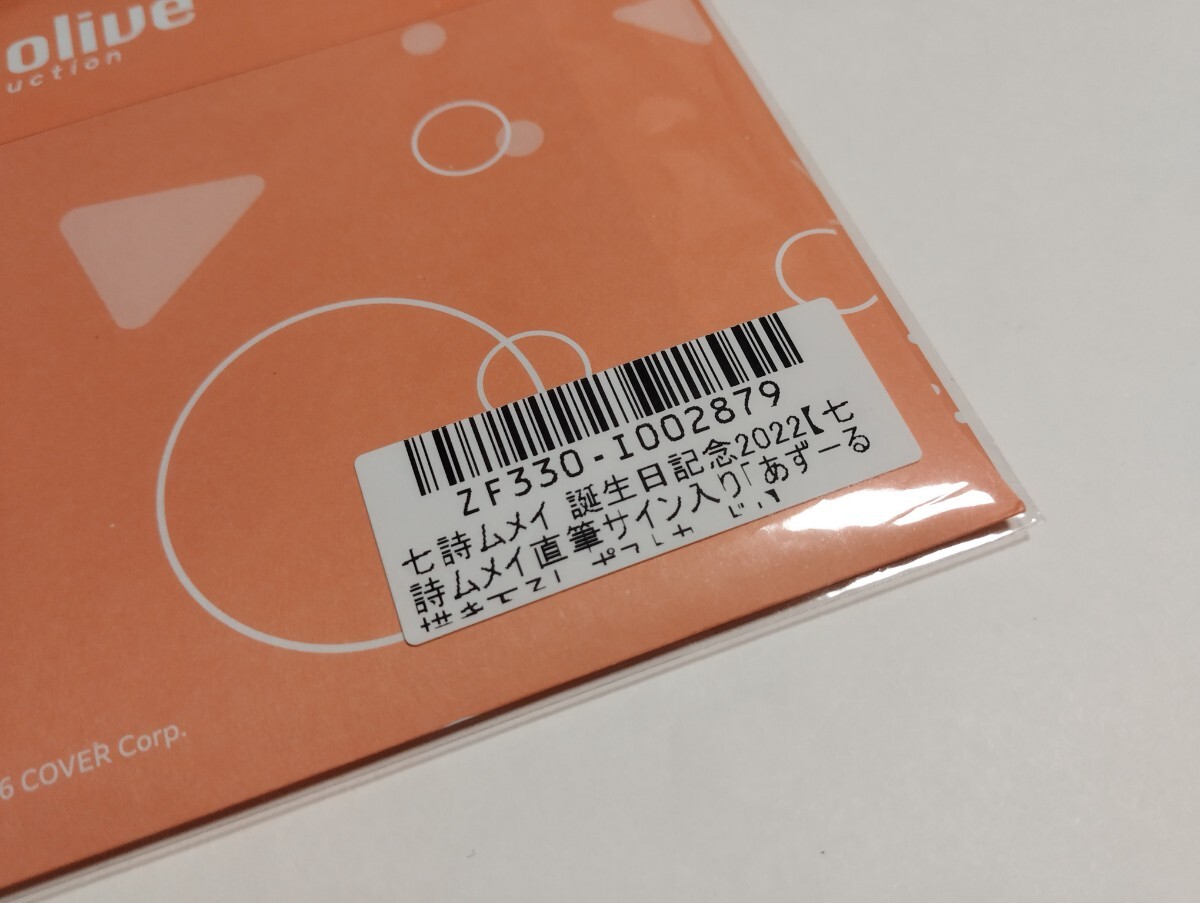 olive
uction
ZF330-I002879
七詩ムメイ 誕生日記念2022【七
詩ムメイ直筆サイン入り「あずーる
6 COVER Corp.